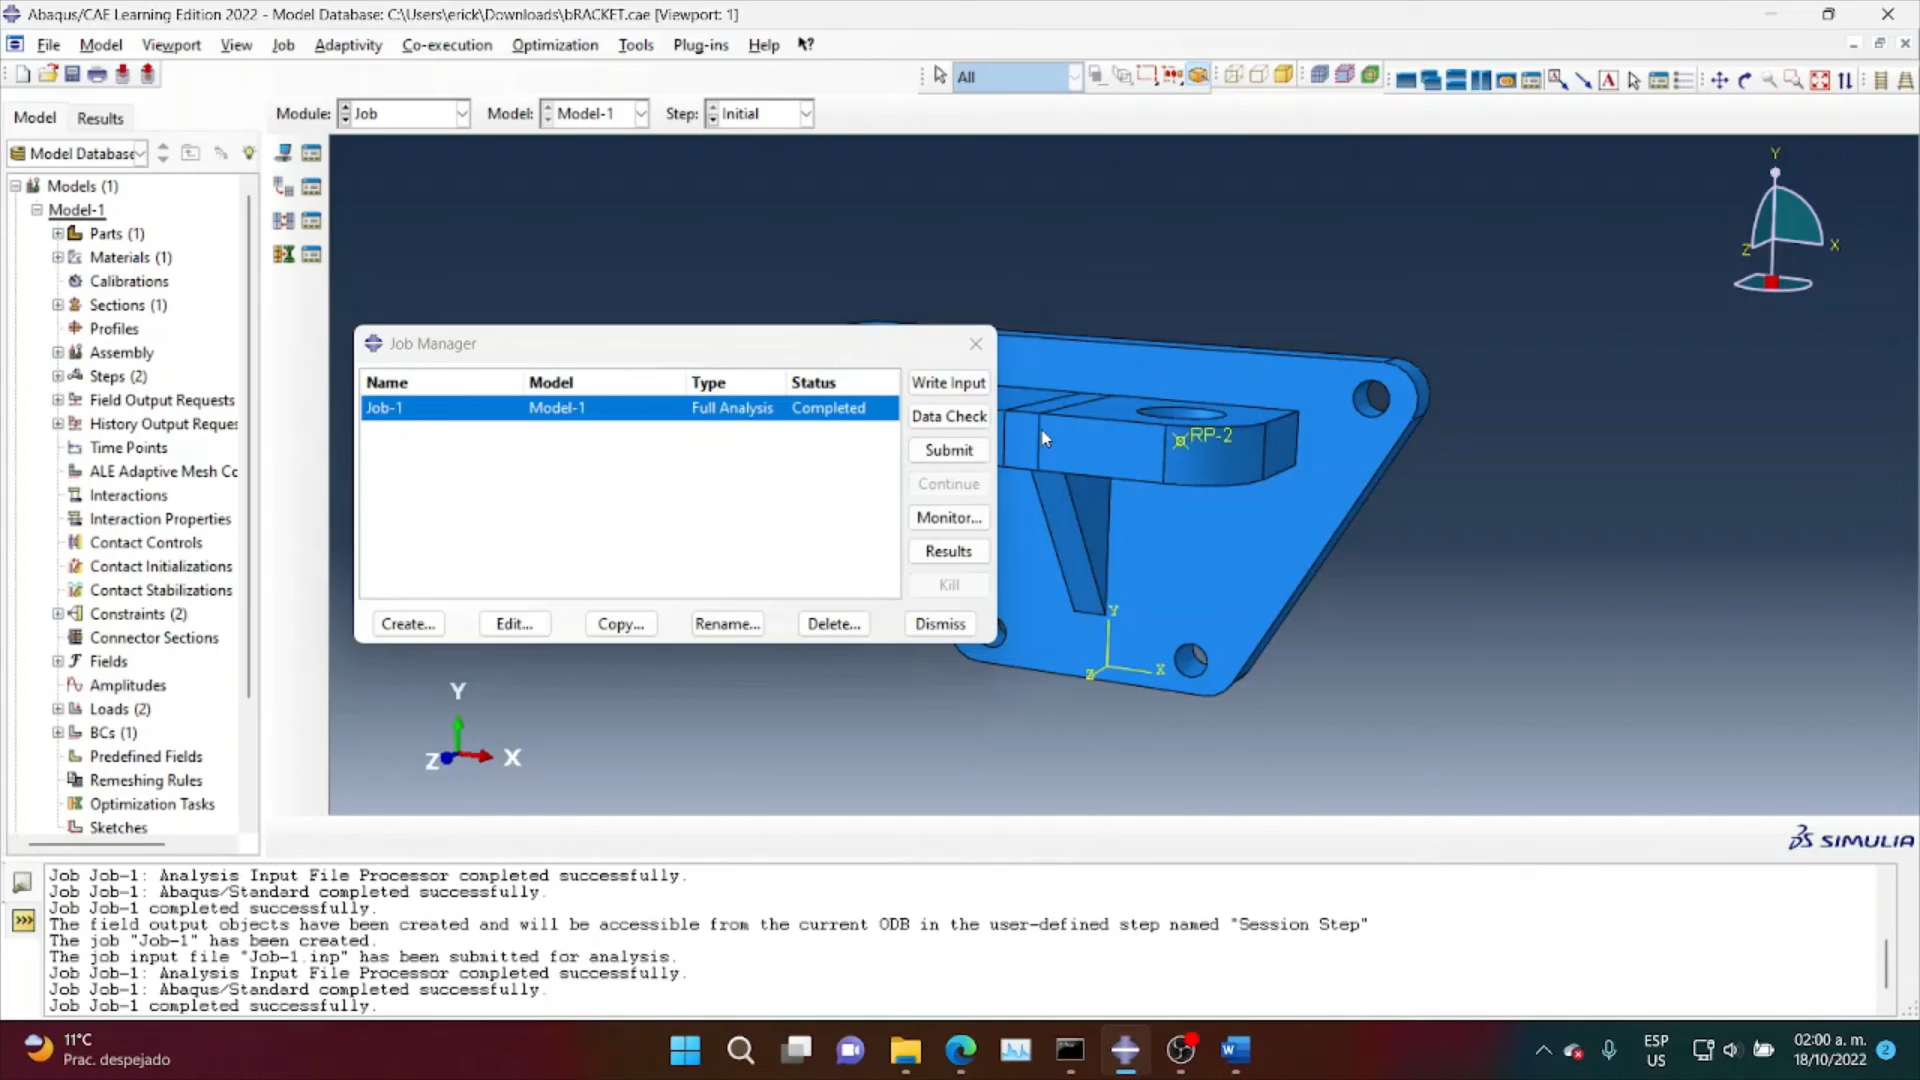 Abaqus/CAE Learning Edition 2022 - Model Database: C:\Users\erick\Downloads\bRACKET.cae [Viewport: 1]
File Model Viewport View Job Adaptivity Co-execution Optimization Tools Plug-ins Help
All
Model Results
Module: Job Model: Model-1 Step: Initial
Model Database
Models (1)
Model-1
Parts (1)
Materials (1)
Calibrations
Sections (1)
Profiles
Assembly
Steps (2)
Field Output Requests
History Output Reques
Time Points
ALE Adaptive Mesh Co
Interactions
Interaction Properties
Contact Controls
Contact Initializations
Contact Stabilizations
Constraints (2)
Connector Sections
Fields
Amplitudes
Loads (2)
BCs (1)
Predefined Fields
Remeshing Rules
Optimization Tasks
Sketches
Job Manager
Name Model Type Status
Job-1 Model-1 Full Analysis Completed
Write Input
Data Check
Submit
Continue
Monitor...
Results
Kill
Create... Edit... Copy... Rename... Delete... Dismiss
RP-2
Y
Z X
Y
Z X
Y
Z X
SIMULIA
Job Job-1: Analysis Input File Processor completed successfully.
Job Job-1: Abaqus/Standard completed successfully.
Job Job-1 completed successfully.
The field output objects have been created and will be accessible from the current ODB in the user-defined step named "Session Step"
The job "Job-1" has been created.
The job input file "Job-1.inp" has been submitted for analysis.
Job Job-1: Analysis Input File Processor completed successfully.
Job Job-1: Abaqus/Standard completed successfully.
Job Job-1 completed successfully.
11°C
Prac. despejado
ESP
US
02:00 a. m.
18/10/2022
2